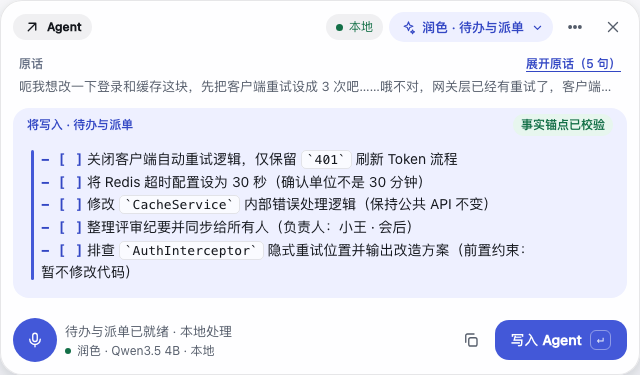 Agent
本地
润色 · 待办与派单
原话
展开原话（5 句）
呃我想改一下登录和缓存这块，先把客户端重试设成 3 次吧……哦不对，网关层已经有重试了，客户端...
将写入 · 待办与派单
事实锚点已校验
- [ ] 关闭客户端自动重试逻辑，仅保留 `401` 刷新 Token 流程
- [ ] 将 Redis 超时配置设为 30 秒（确认单位不是 30 分钟）
- [ ] 修改 `CacheService` 内部错误处理逻辑（保持公共 API 不变）
- [ ] 整理评审纪要并同步给所有人（负责人：小王 · 会后）
- [ ] 排查 `AuthInterceptor` 隐式重试位置并输出改造方案（前置约束：
暂不修改代码）
待办与派单已就绪 · 本地处理
润色 · Qwen3.5 4B · 本地
写入 Agent